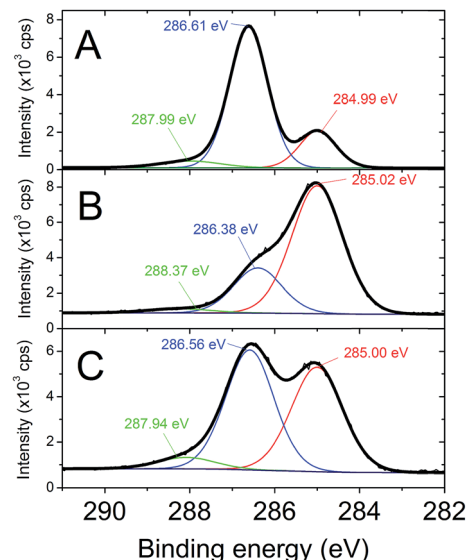 A
286.61 eV
284.99 eV
287.99 eV
Intensity (x10³ cps)
8
6
4
2
0
B
285.02 eV
286.38 eV
288.37 eV
Intensity (x10³ cps)
8
6
4
2
0
C
286.56 eV
285.00 eV
287.94 eV
Intensity (x10³ cps)
6
4
2
0
290 288 286 284 282
Binding energy (eV)